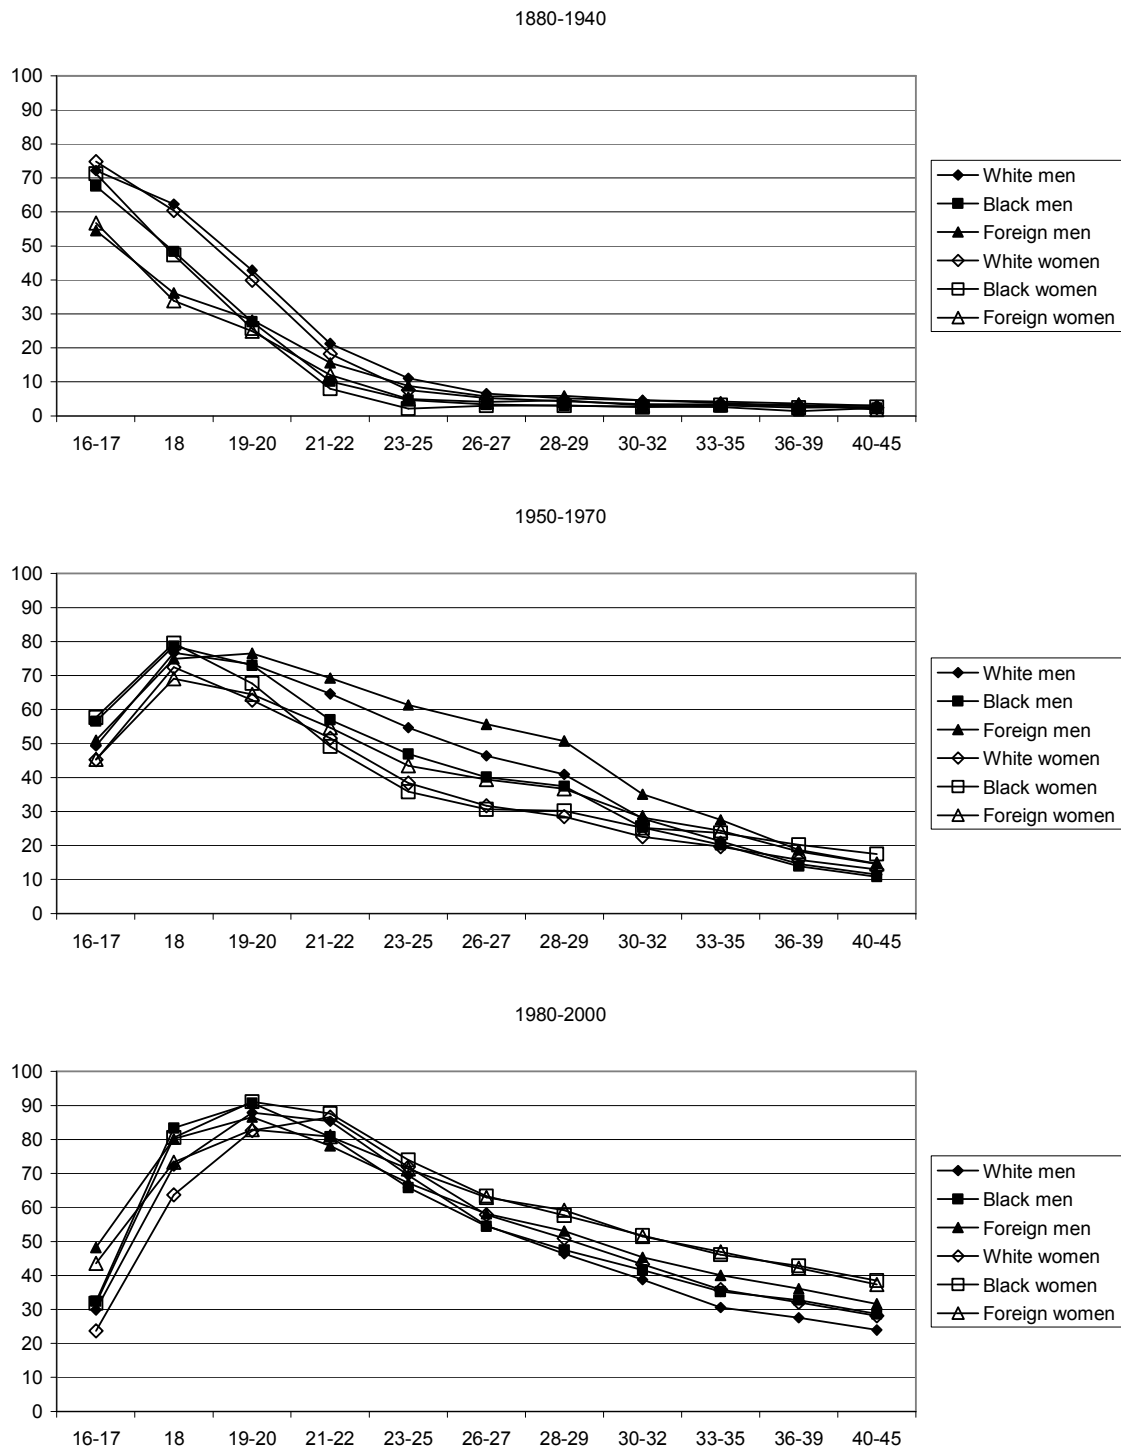 1880-1940
100
90
80
70
60
50
40
30
20
10
0
16-17 18 19-20 21-22 23-25 26-27 28-29 30-32 33-35 36-39 40-45
White men
Black men
Foreign men
White women
Black women
Foreign women
1950-1970
100
90
80
70
60
50
40
30
20
10
0
16-17 18 19-20 21-22 23-25 26-27 28-29 30-32 33-35 36-39 40-45
White men
Black men
Foreign men
White women
Black women
Foreign women
1980-2000
100
90
80
70
60
50
40
30
20
10
0
16-17 18 19-20 21-22 23-25 26-27 28-29 30-32 33-35 36-39 40-45
White men
Black men
Foreign men
White women
Black women
Foreign women